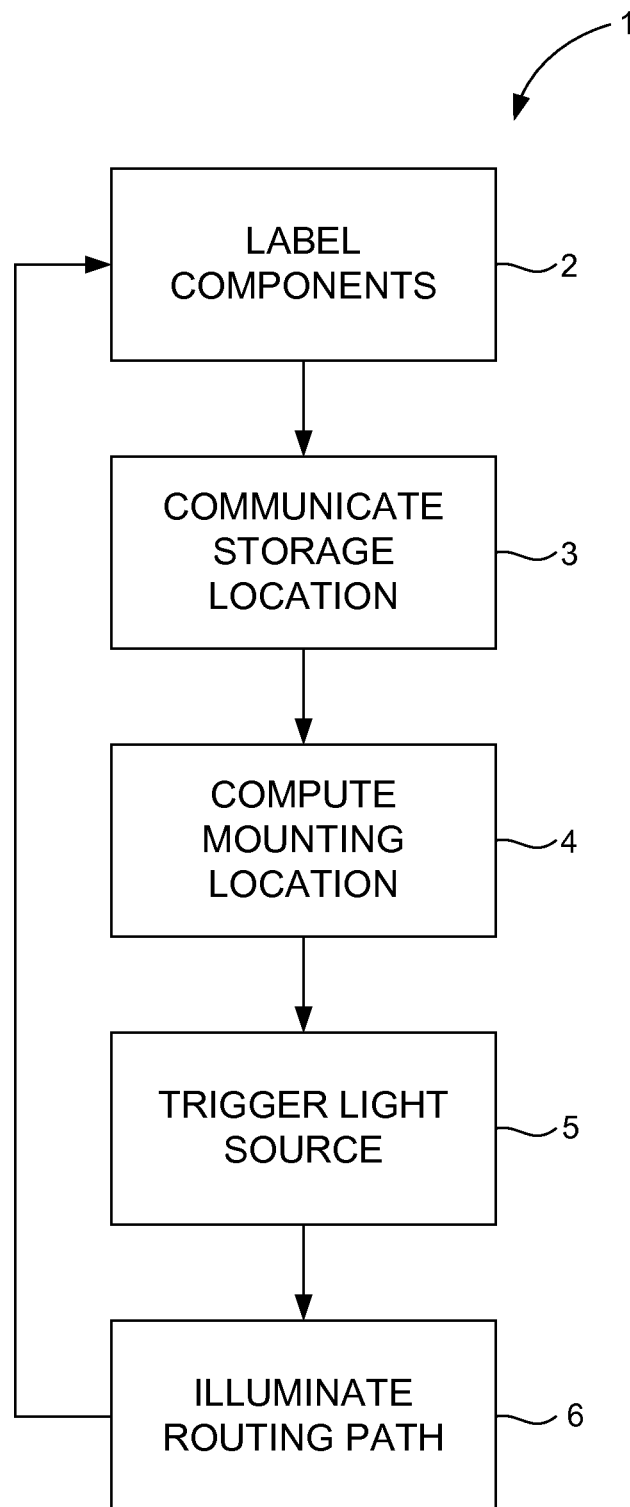 1
LABEL
COMPONENTS
2
COMMUNICATE
STORAGE
LOCATION
3
COMPUTE
MOUNTING
LOCATION
4
TRIGGER LIGHT
SOURCE
5
ILLUMINATE
ROUTING PATH
6